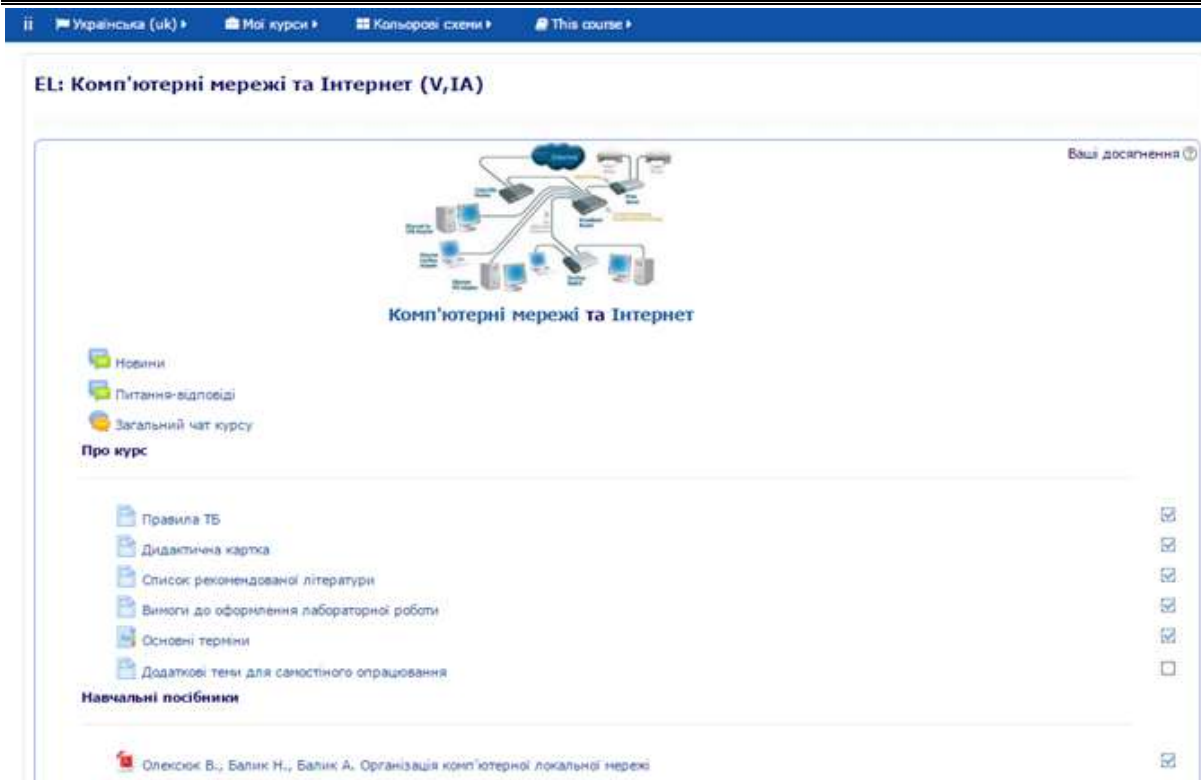 ії Українська (uk) Мої курси Кольорові схеми This course
EL: Комп'ютерні мережі та Інтернет (V,IA)
Ваші досягнення
Комп'ютерні мережі та Інтернет
Новини
Питання-відповіді
Загальний чат курсу
Про курс
Правила ТБ
Дидактична картка
Список рекомендованої літератури
Вимоги до оформлення лабораторної роботи
Основні терміни
Додаткові теми для самостіного опрацювання
Навчальні посібники
Олексюк В., Балик Н., Балик А. Організація комп'ютерної локальної мережі